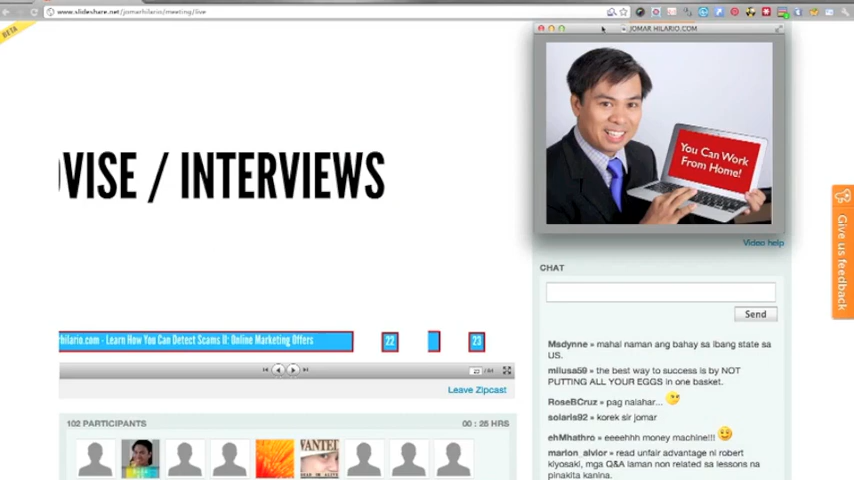 www.slideshare.net/jomarhilario/meeting/live
BETA
JOMAR HILARIO.COM
You Can Work
From Home!
VISE / INTERVIEWS
Give us feedback
Video help
CHAT
Send
hilario.com - Learn How You Can Detect Scams II: Online Marketing Offers
22
23
Msdynne » mahal naman ang bahay sa ibang state sa
US.
milusa59 » the best way to success is by NOT
PUTTING ALL YOUR EGGS in one basket.
RoseBCruz » pag nalahar...
solaris92 » korek sir jomar
ehMhathro » eeeehhh money machine!!!
marion_alvior » read unfair advantage ni robert
kiyosaki, mga Q&A laman non related sa lessons na
pinakita kanina.
Leave Zipcast
102 PARTICIPANTS
00 : 25 HRS
WANTED